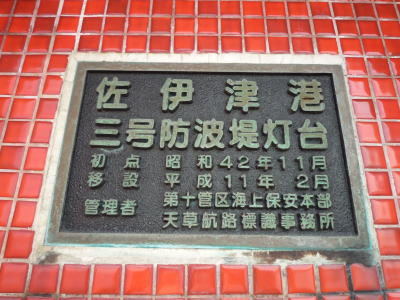 佐伊津港
三号防波堤灯台
初点 昭和42年11月
移設 平成11年 2月
管理者 第十管区海上保安本部
天草航路標識事務所